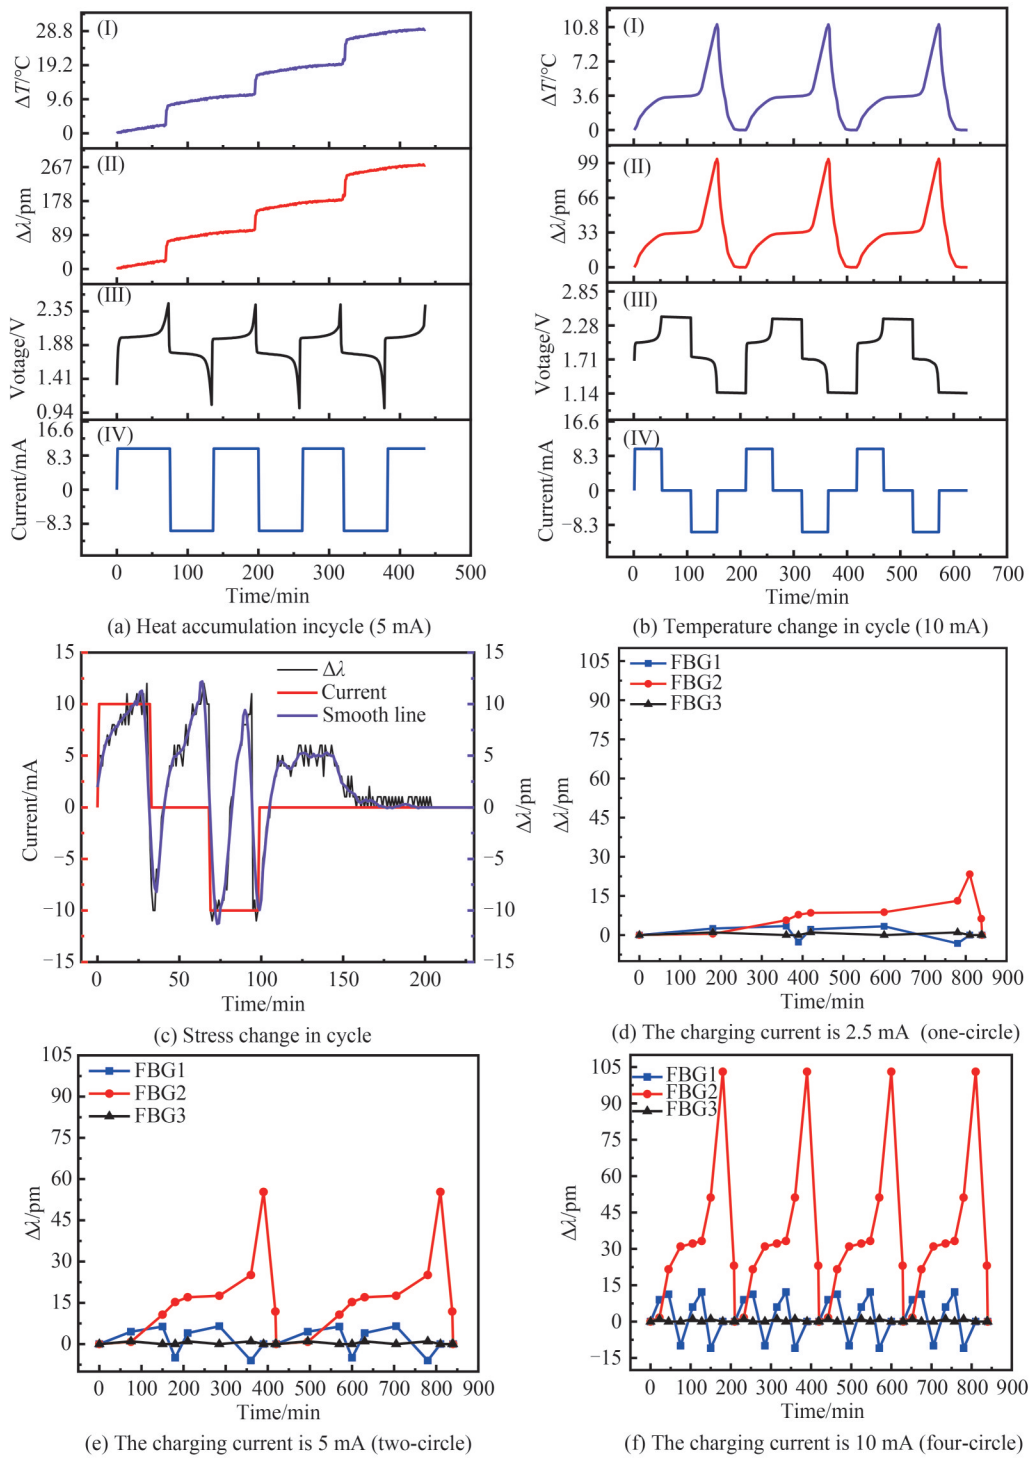 (I)
28.8
19.2
9.6
0
ΔT/°C
(II)
267
178
89
0
Δλ/pm
(III)
2.35
1.88
1.41
0.94
Votage/V
(IV)
16.6
8.3
0
−8.3
Current/mA
0 100 200 300 400 500
Time/min
(a) Heat accumulation incycle (5 mA)
(I)
10.8
7.2
3.6
0
ΔT/°C
(II)
99
66
33
0
Δλ/pm
(III)
2.85
2.28
1.71
1.14
Votage/V
(IV)
16.6
8.3
0
−8.3
Current/mA
0 100 200 300 400 500 600 700
Time/min
(b) Temperature change in cycle (10 mA)
15
10
5
0
−5
−10
−15
Current/mA
Δλ
Current
Smooth line
15
10
5
0
−5
−10
−15
Δλ/pm
0 50 100 150 200
Time/min
(c) Stress change in cycle
105
90
75
60
45
30
15
0
Δλ/pm
FBG1
FBG2
FBG3
0 100 200 300 400 500 600 700 800 900
Time/min
(d) The charging current is 2.5 mA (one-circle)
105
90
75
60
45
30
15
0
Δλ/pm
FBG1
FBG2
FBG3
0 100 200 300 400 500 600 700 800 900
Time/min
(e) The charging current is 5 mA (two-circle)
105
90
75
60
45
30
15
0
−15
Δλ/pm
FBG1
FBG2
FBG3
0 100 200 300 400 500 600 700 800 900
Time/min
(f) The charging current is 10 mA (four-circle)